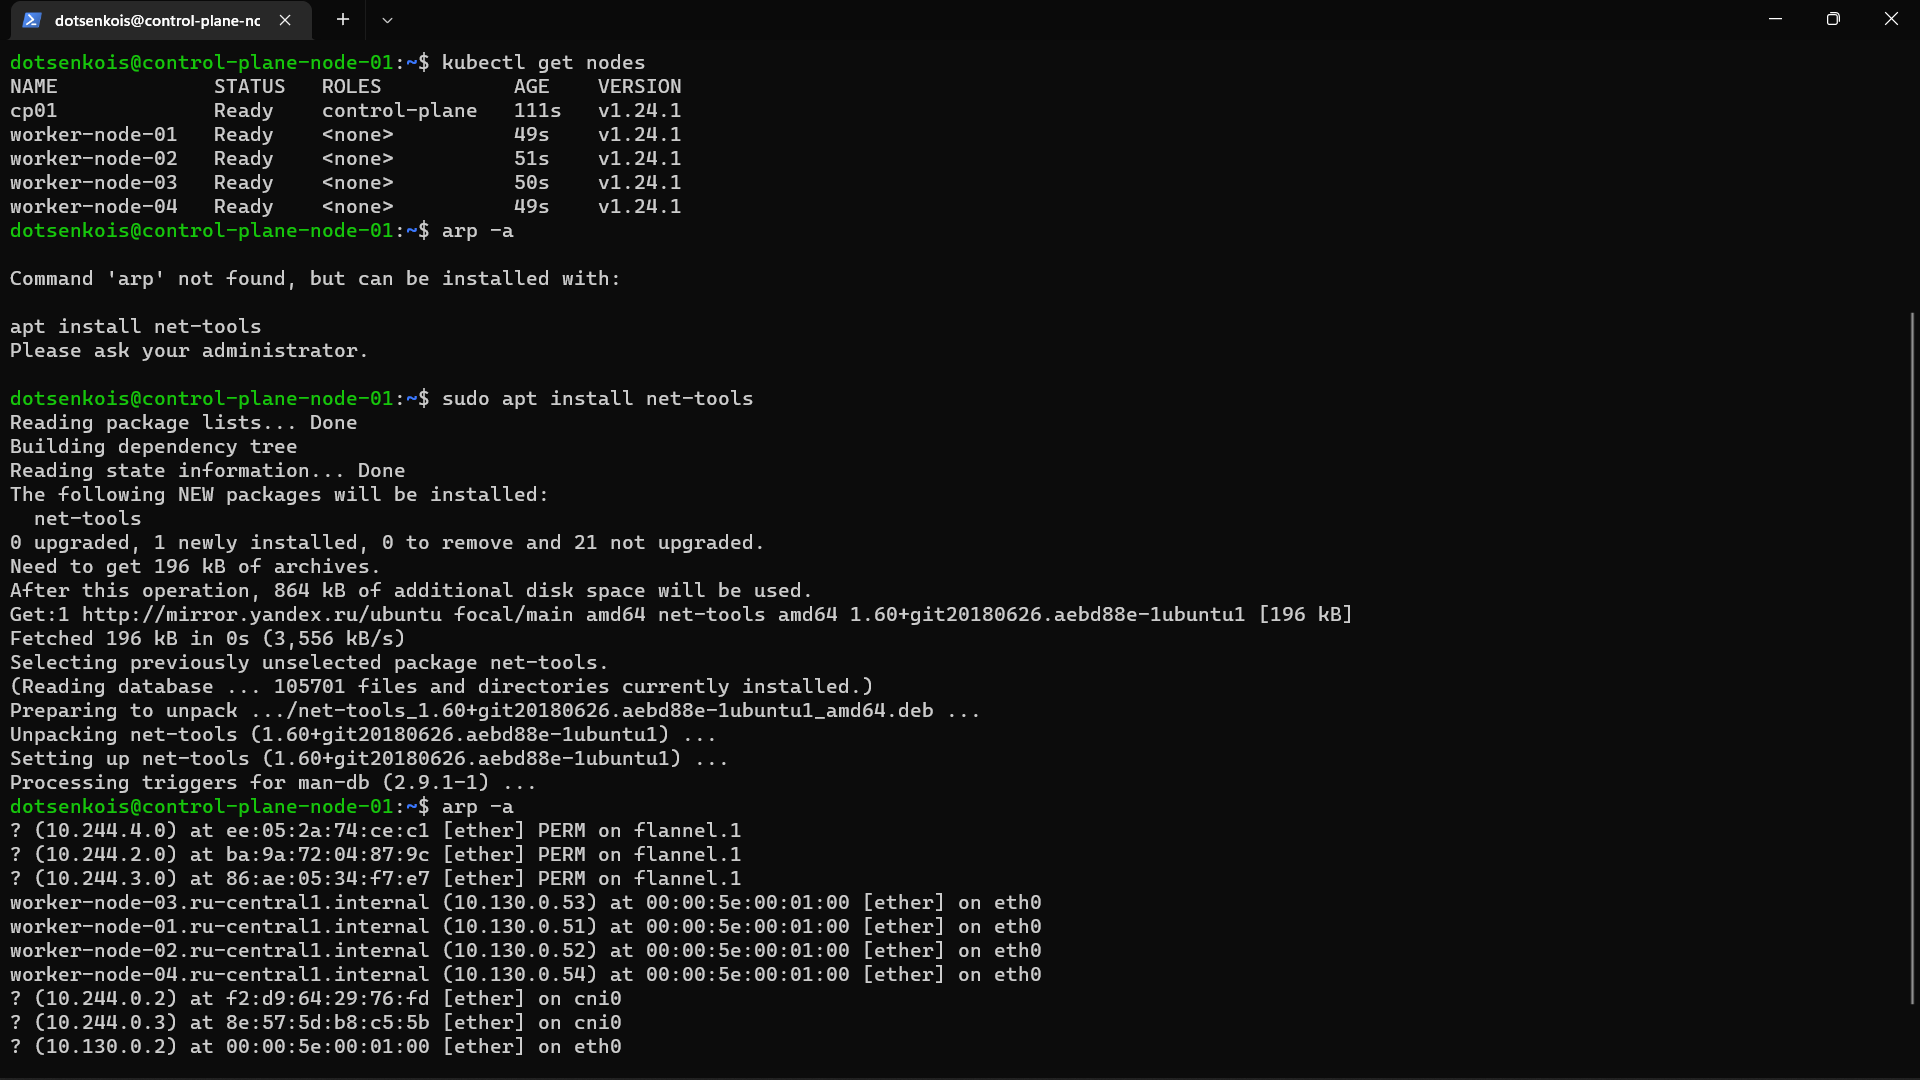 dotsenkois@control-plane-nc
dotsenkois@control-plane-node-01:~$ kubectl get nodes
NAME             STATUS   ROLES           AGE    VERSION
cp01             Ready    control-plane   111s   v1.24.1
worker-node-01   Ready    <none>          49s    v1.24.1
worker-node-02   Ready    <none>          51s    v1.24.1
worker-node-03   Ready    <none>          50s    v1.24.1
worker-node-04   Ready    <none>          49s    v1.24.1
dotsenkois@control-plane-node-01:~$ arp -a
Command 'arp' not found, but can be installed with:
apt install net-tools
Please ask your administrator.
dotsenkois@control-plane-node-01:~$ sudo apt install net-tools
Reading package lists... Done
Building dependency tree
Reading state information... Done
The following NEW packages will be installed:
  net-tools
0 upgraded, 1 newly installed, 0 to remove and 21 not upgraded.
Need to get 196 kB of archives.
After this operation, 864 kB of additional disk space will be used.
Get:1 http://mirror.yandex.ru/ubuntu focal/main amd64 net-tools amd64 1.60+git20180626.aebd88e-1ubuntu1 [196 kB]
Fetched 196 kB in 0s (3,556 kB/s)
Selecting previously unselected package net-tools.
(Reading database ... 105701 files and directories currently installed.)
Preparing to unpack .../net-tools_1.60+git20180626.aebd88e-1ubuntu1_amd64.deb ...
Unpacking net-tools (1.60+git20180626.aebd88e-1ubuntu1) ...
Setting up net-tools (1.60+git20180626.aebd88e-1ubuntu1) ...
Processing triggers for man-db (2.9.1-1) ...
dotsenkois@control-plane-node-01:~$ arp -a
? (10.244.4.0) at ee:05:2a:74:ce:c1 [ether] PERM on flannel.1
? (10.244.2.0) at ba:9a:72:04:87:9c [ether] PERM on flannel.1
? (10.244.3.0) at 86:ae:05:34:f7:e7 [ether] PERM on flannel.1
worker-node-03.ru-central1.internal (10.130.0.53) at 00:00:5e:00:01:00 [ether] on eth0
worker-node-01.ru-central1.internal (10.130.0.51) at 00:00:5e:00:01:00 [ether] on eth0
worker-node-02.ru-central1.internal (10.130.0.52) at 00:00:5e:00:01:00 [ether] on eth0
worker-node-04.ru-central1.internal (10.130.0.54) at 00:00:5e:00:01:00 [ether] on eth0
? (10.244.0.2) at f2:d9:64:29:76:fd [ether] on cni0
? (10.244.0.3) at 8e:57:5d:b8:c5:5b [ether] on cni0
? (10.130.0.2) at 00:00:5e:00:01:00 [ether] on eth0